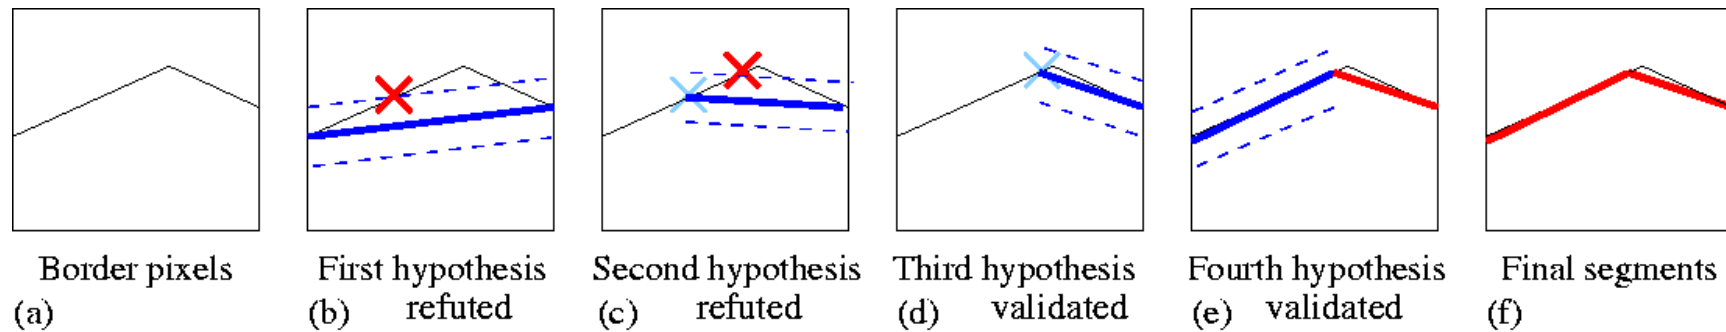 Border pixels
(a)
First hypothesis
(b) refuted
Second hypothesis
(c) refuted
Third hypothesis
(d) validated
Fourth hypothesis
(e) validated
Final segments
(f)